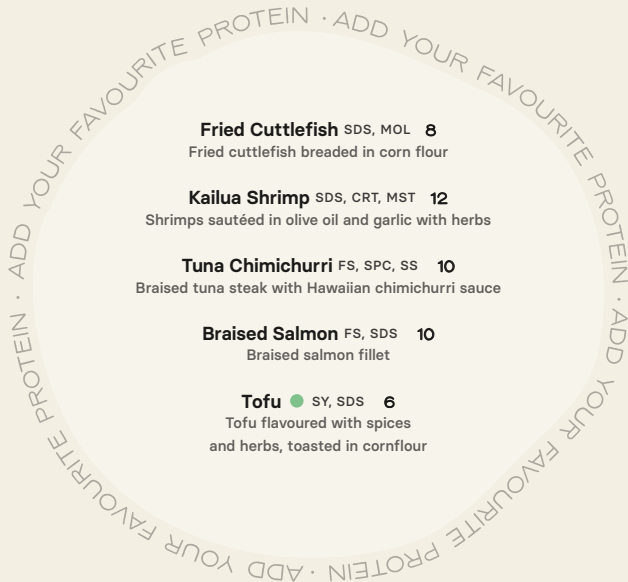 ADD YOUR FAVOURITE PROTEIN · ADD YOUR FAVOURITE PROTEIN · ADD YOUR FAVOURITE PROTEIN · ADD YOUR FAVOURITE PROTEIN ·
Fried Cuttlefish SDS, MOL 8
Fried cuttlefish breaded in corn flour
Kailua Shrimp SDS, CRT, MST 12
Shrimps sautéed in olive oil and garlic with herbs
Tuna Chimichurri FS, SPC, SS 10
Braised tuna steak with Hawaiian chimichurri sauce
Braised Salmon FS, SDS 10
Braised salmon fillet
Tofu SY, SDS 6
Tofu flavoured with spices
and herbs, toasted in cornflour